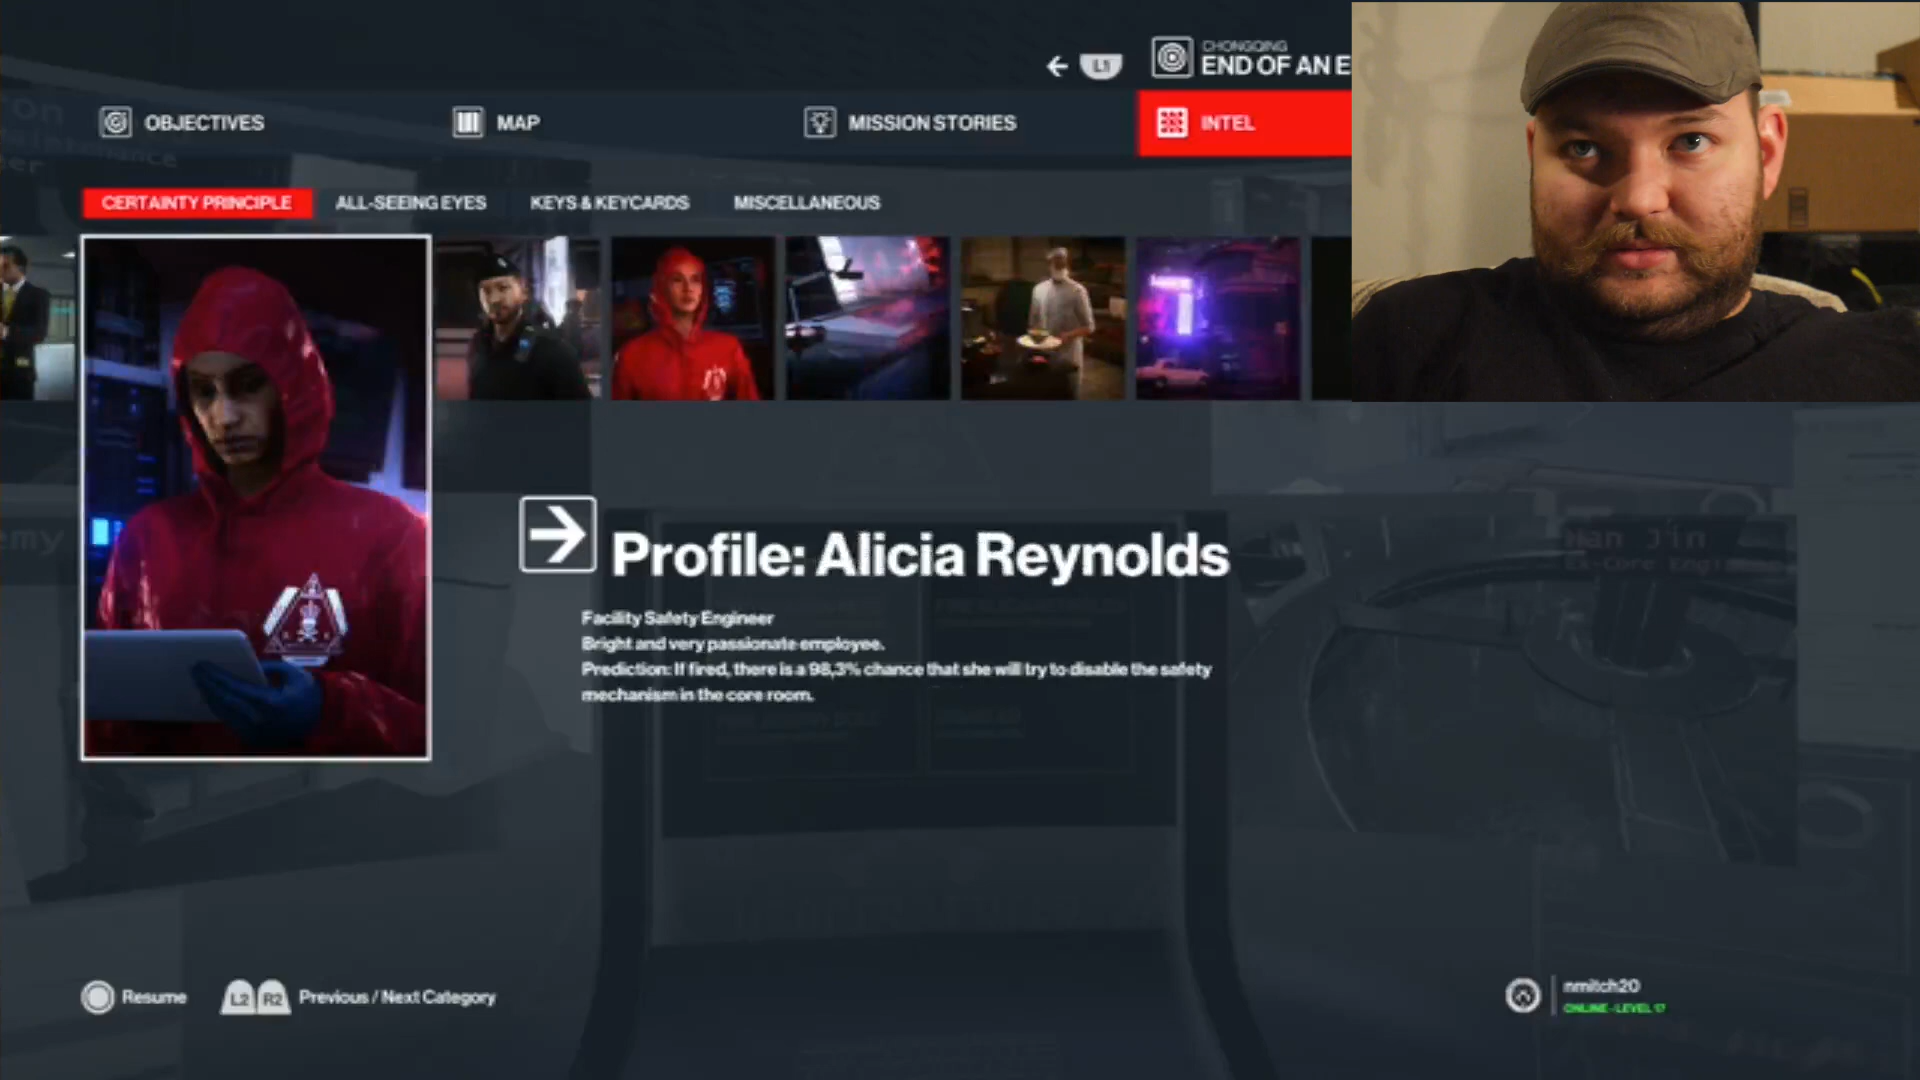 CHONGQING
L1
END OF AN E
OBJECTIVES
MAP
MISSION STORIES
INTEL
CERTAINTY PRINCIPLE
ALL-SEEING EYES
KEYS & KEYCARDS
MISCELLANEOUS
Profile: Alicia Reynolds
Facility Safety Engineer
Bright and very passionate employee.
Prediction: If fired, there is a 98,3% chance that she will try to disable the safety
mechanism in the core room.
Han Jin
Resume
L2 R2 Previous / Next Category
nmitch20
ONLINE - LEVEL 17